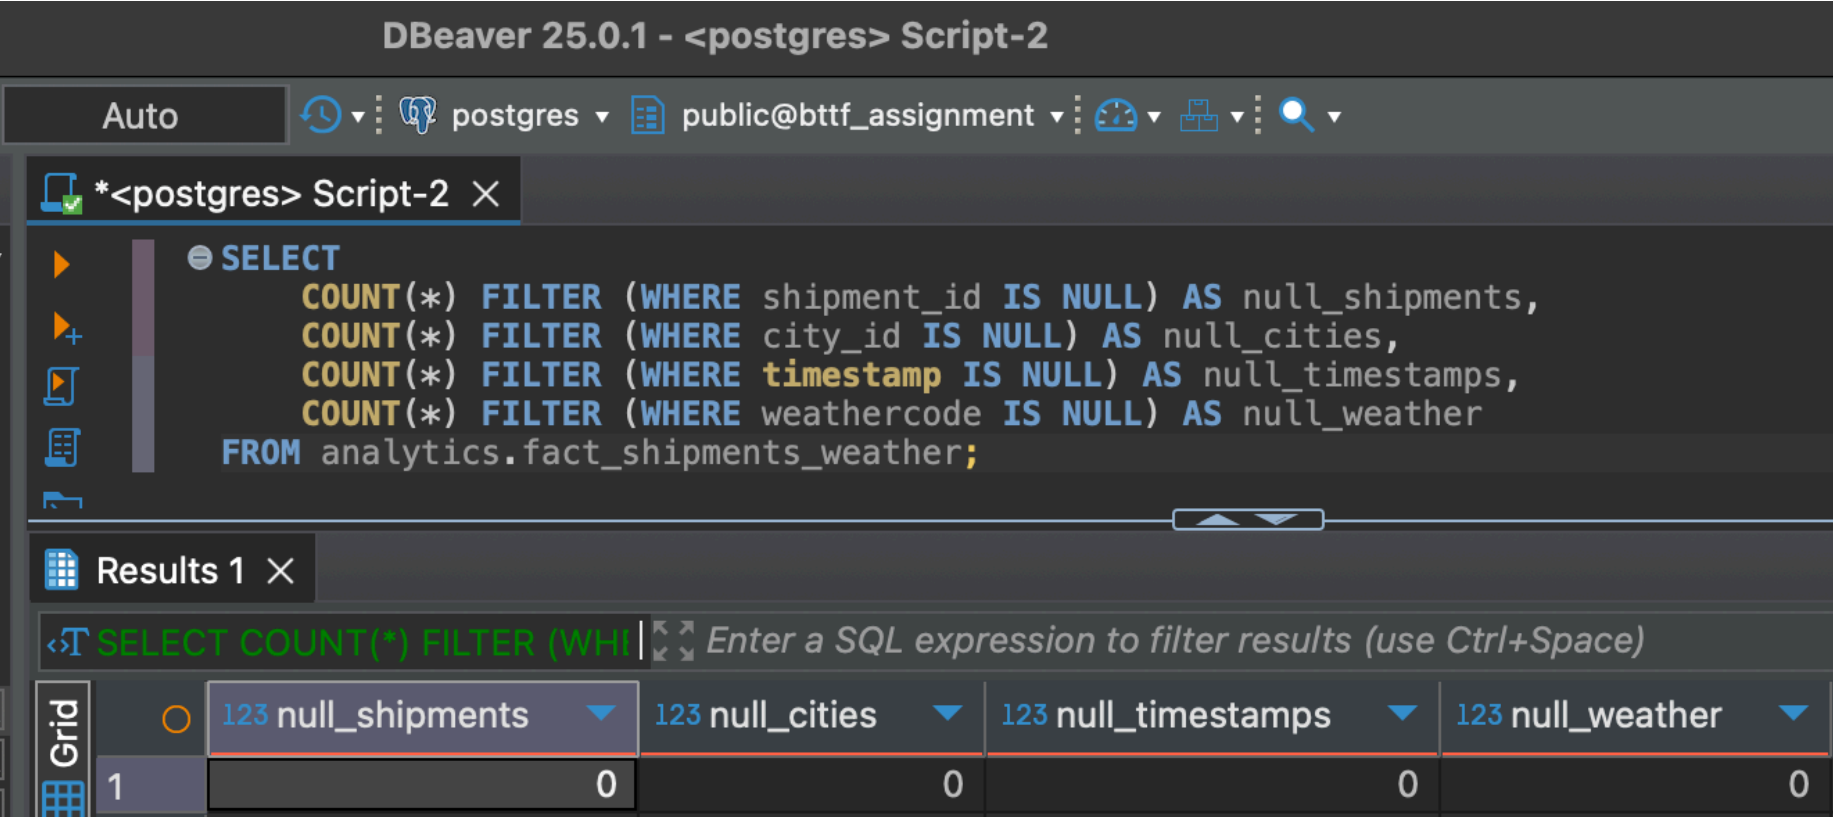 DBeaver 25.0.1 - <postgres> Script-2
Auto postgres public@bttf_assignment
*<postgres> Script-2
SELECT
COUNT(*) FILTER (WHERE shipment_id IS NULL) AS null_shipments,
COUNT(*) FILTER (WHERE city_id IS NULL) AS null_cities,
COUNT(*) FILTER (WHERE timestamp IS NULL) AS null_timestamps,
COUNT(*) FILTER (WHERE weathercode IS NULL) AS null_weather
FROM analytics.fact_shipments_weather;
Results 1
SELECT COUNT(*) FILTER (WHE Enter a SQL expression to filter results (use Ctrl+Space)
Grid
123 null_shipments 123 null_cities 123 null_timestamps 123 null_weather
1 0 0 0 0